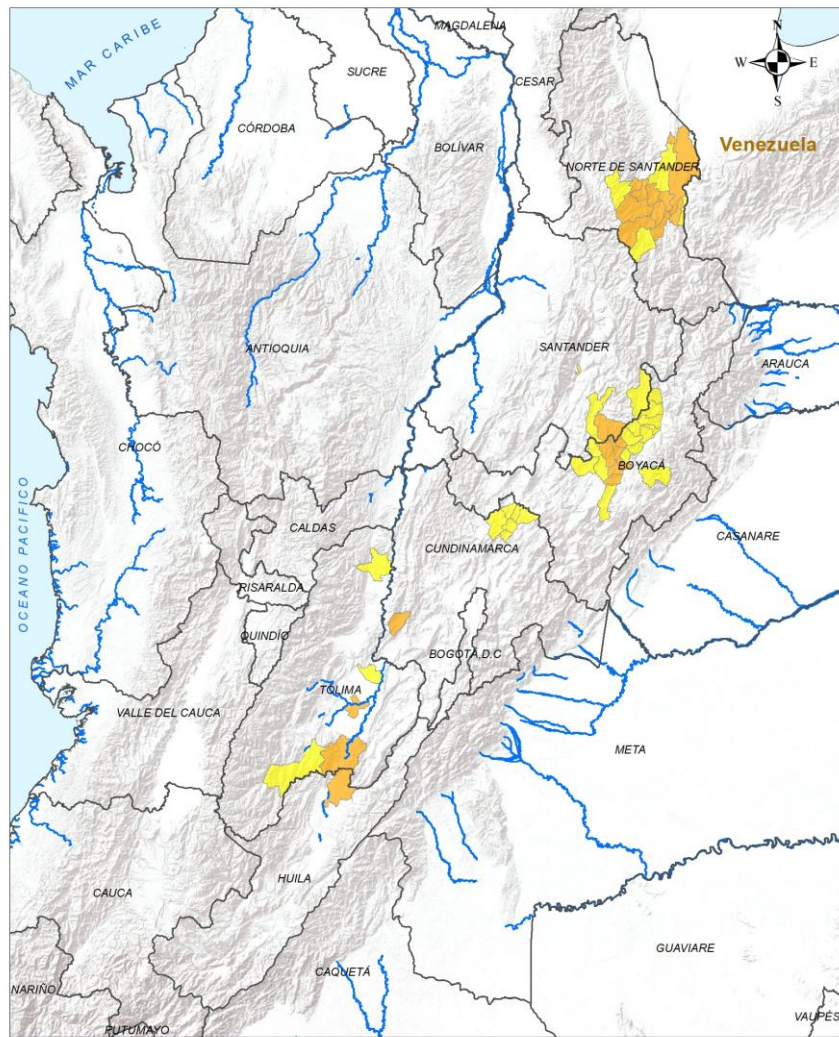 MAGDALENA
MAR CARIBE
N
W E
S
SUCRE
CESAR
CÓRDOBA
BOLÍVAR
Venezuela
NORTE DE SANTANDER
ANTIOQUIA
SANTANDER
ARAUCA
CHOCÓ
BOYACÁ
CALDAS
CUNDINAMARCA
CASANARE
OCEANO PACIFICO
RISARALDA
QUINDÍO
BOGOTÁ, D.C
TOLIMA
VALLE DEL CAUCA
META
HUILA
CAUCA
GUAVIARE
CAQUETÁ
NARIÑO
VAUPÉS
PUTUMAYO